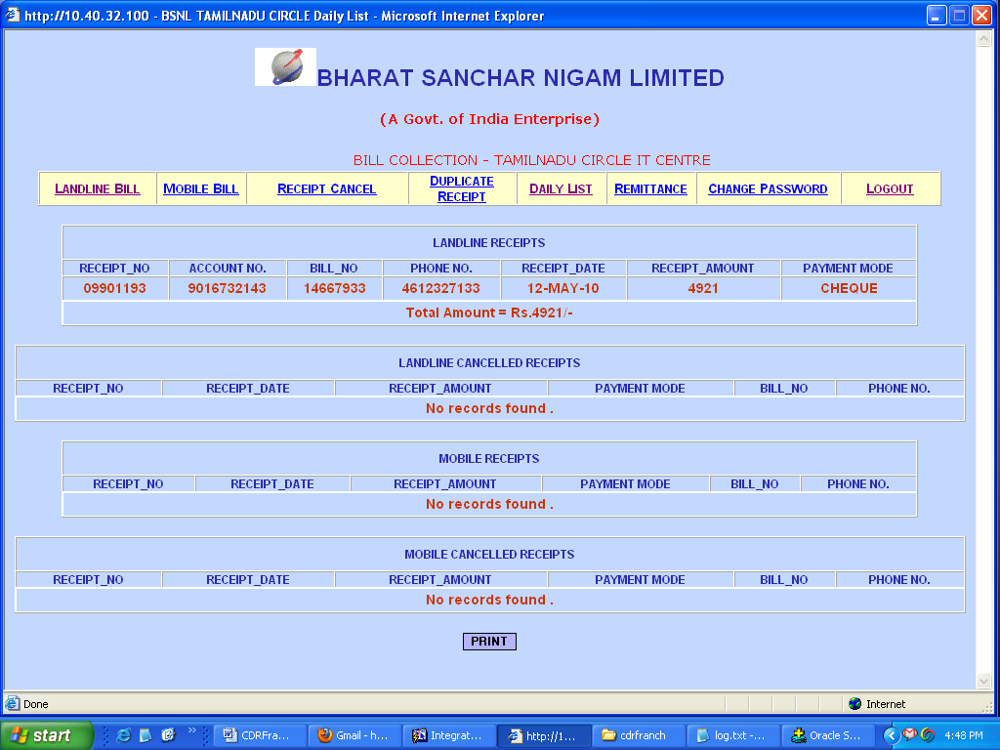 http://10.40.32.100 - BSNL TAMILNADU CIRCLE Daily List - Microsoft Internet Explorer
BHARAT SANCHAR NIGAM LIMITED
(A Govt. of India Enterprise)
BILL COLLECTION - TAMILNADU CIRCLE IT CENTRE
LANDLINE BILL MOBILE BILL RECEIPT CANCEL DUPLICATE RECEIPT DAILY LIST REMITTANCE CHANGE PASSWORD LOGOUT
LANDLINE RECEIPTS
RECEIPT_NO ACCOUNT NO. BILL_NO PHONE NO. RECEIPT_DATE RECEIPT_AMOUNT PAYMENT MODE
09901193 9016732143 14667933 4612327133 12-MAY-10 4921 CHEQUE
Total Amount = Rs.4921/-
LANDLINE CANCELLED RECEIPTS
RECEIPT_NO RECEIPT_DATE RECEIPT_AMOUNT PAYMENT MODE BILL_NO PHONE NO.
No records found .
MOBILE RECEIPTS
RECEIPT_NO RECEIPT_DATE RECEIPT_AMOUNT PAYMENT MODE BILL_NO PHONE NO.
No records found .
MOBILE CANCELLED RECEIPTS
RECEIPT_NO RECEIPT_DATE RECEIPT_AMOUNT PAYMENT MODE BILL_NO PHONE NO.
No records found .
PRINT
Done Internet
start CDRFra... Gmail - h... Integrat... http://1... cdrfranch log.txt -... Oracle S... 4:48 PM